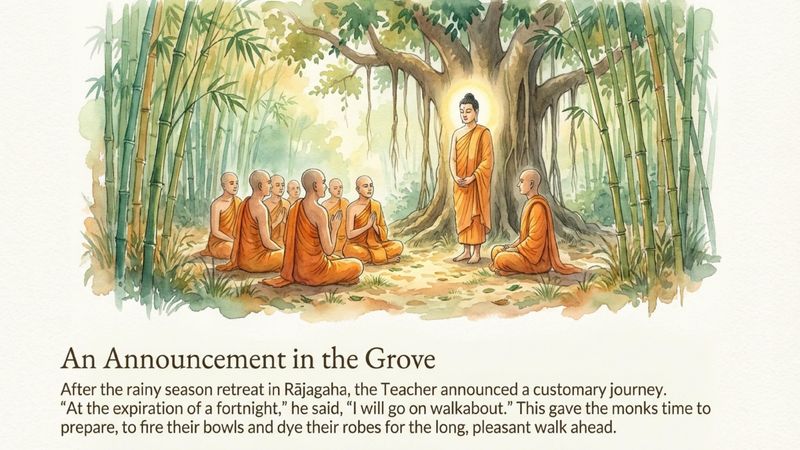 An Announcement in the Grove
After the rainy season retreat in Rājagaha, the Teacher announced a customary journey.
“At the expiration of a fortnight,” he said, “I will go on walkabout.” This gave the monks time to
prepare, to fire their bowls and dye their robes for the long, pleasant walk ahead.